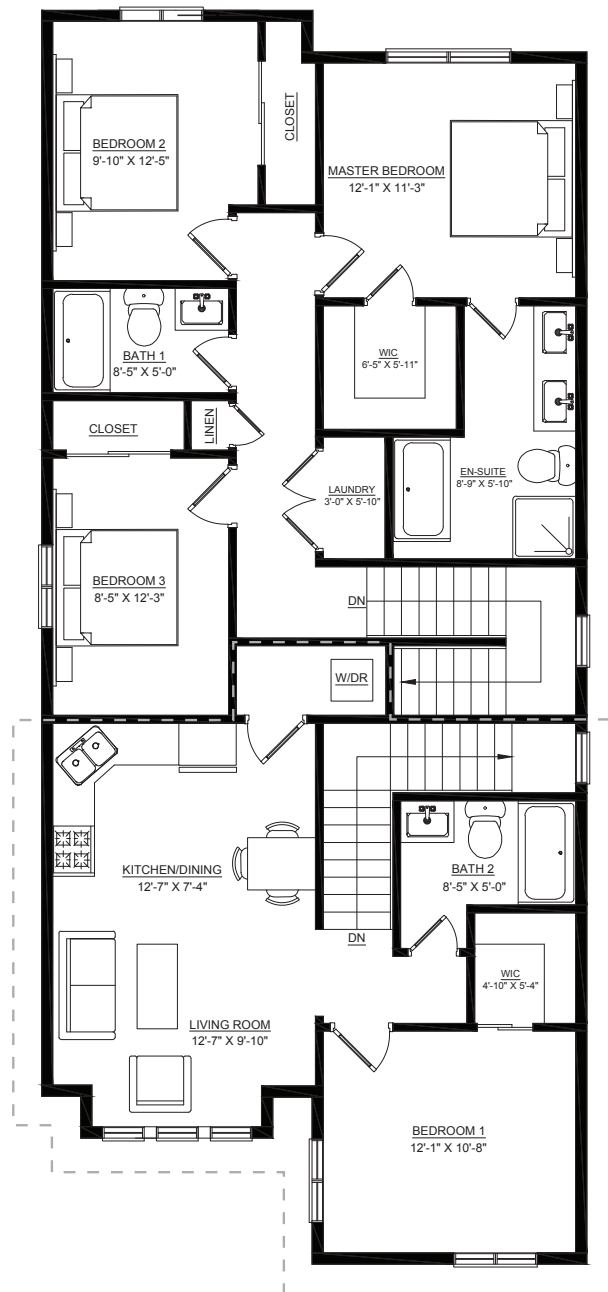 BEDROOM 2
9'-10" X 12'-5"
CLOSET
MASTER BEDROOM
12'-1" X 11'-3"
BATH 1
8'-5" X 5'-0"
WIC
6'-5" X 5'-11"
CLOSET
LINEN
LAUNDRY
3'-0" X 5'-10"
EN-SUITE
8'-9" X 5'-10"
BEDROOM 3
8'-5" X 12'-3"
DN
W/DR
KITCHEN/DINING
12'-7" X 7'-4"
BATH 2
8'-5" X 5'-0"
DN
WIC
4'-10" X 5'-4"
LIVING ROOM
12'-7" X 9'-10"
BEDROOM 1
12'-1" X 10'-8"